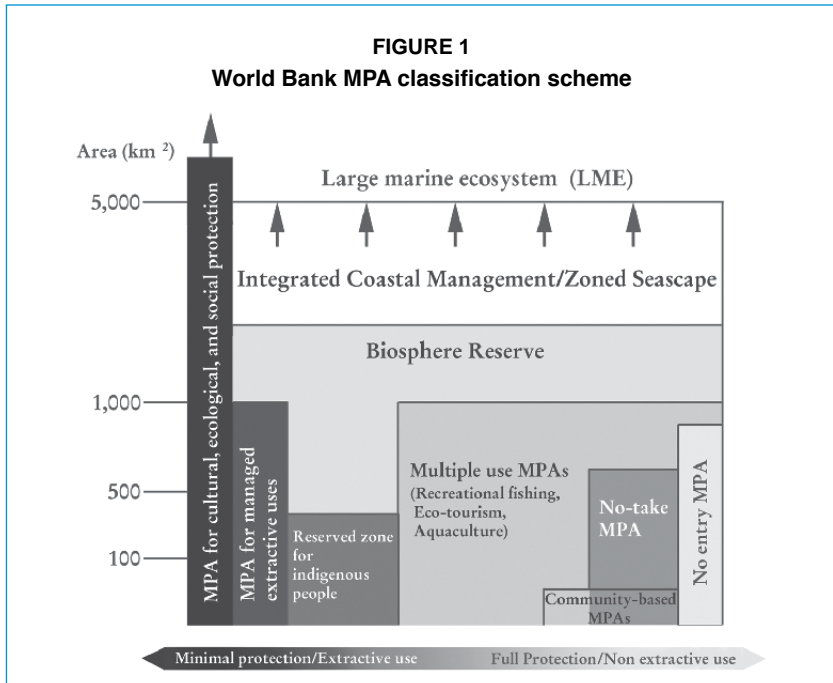 FIGURE 1
World Bank MPA classification scheme
Area (km ²)
Large marine ecosystem (LME)
5,000
Integrated Coastal Management/Zoned Seascape
Biosphere Reserve
1,000
500
100
MPA for cultural, ecological, and social protection
MPA for managed
extractive uses
Reserved zone
for
indigenous
people
Multiple use MPAs
(Recreational fishing,
Eco-tourism,
Aquaculture)
No-take
MPA
Community-based
MPAs
No entry MPA
Minimal protection/Extractive use
Full Protection/Non extractive use